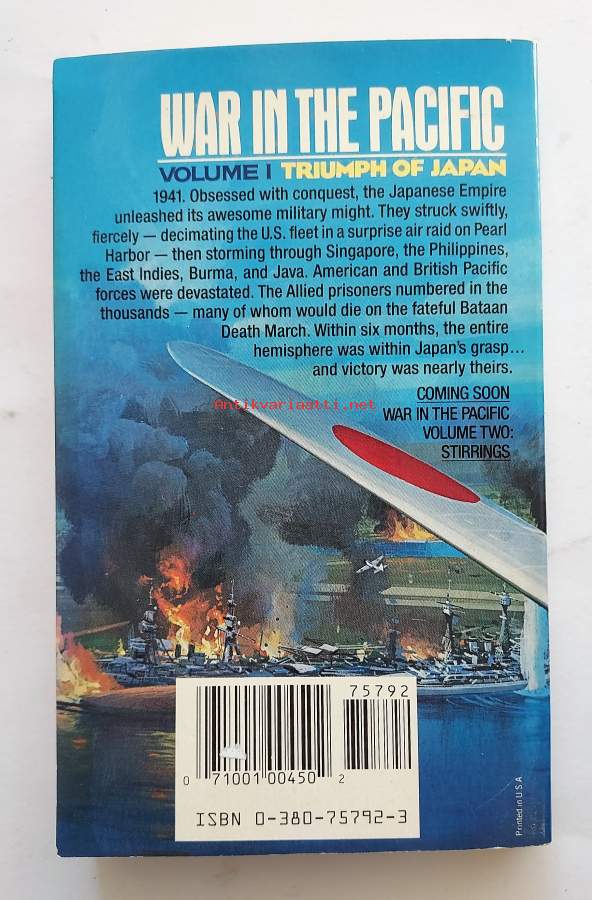 WAR IN THE PACIFIC
VOLUME I TRIUMPH OF JAPAN
1941. Obsessed with conquest, the Japanese Empire
unleashed its awesome military might. They struck swiftly,
fiercely — decimating the U.S. fleet in a surprise air raid on Pearl
Harbor — then storming through Singapore, the Philippines,
the East Indies, Burma, and Java. American and British Pacific
forces were devastated. The Allied prisoners numbered in the
thousands — many of whom would die on the fateful Bataan
Death March. Within six months, the entire
hemisphere was within Japan's grasp...
and victory was nearly theirs.
COMING SOON
WAR IN THE PACIFIC
VOLUME TWO:
STIRRINGS
Antikvariaatti.net
75792
0 71001 00450 2
ISBN 0-380-75792-3
Printed in U.S.A